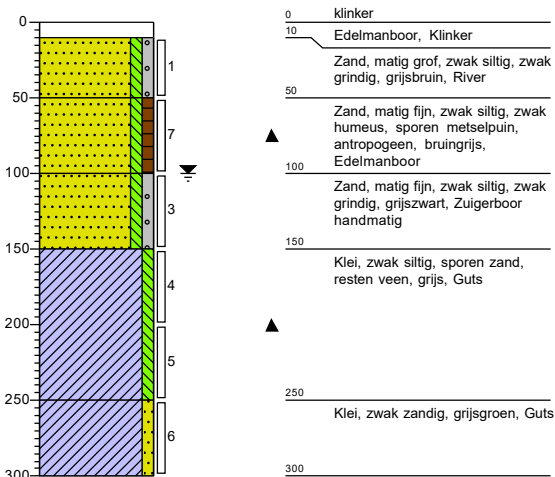 0
50
100
150
200
250
300
1
7
3
4
5
6
0
klinker
10
Edelmanboor, Klinker
Zand, matig grof, zwak siltig, zwak
grindig, grijsbruin, River
50
Zand, matig fijn, zwak siltig, zwak
humeus, sporen metselpuin,
antropogeen, bruingrijs,
Edelmanboor
100
Zand, matig fijn, zwak siltig, zwak
grindig, grijszwart, Zuigerboor
handmatig
150
Klei, zwak siltig, sporen zand,
resten veen, grijs, Guts
250
Klei, zwak zandig, grijsgroen, Guts
300